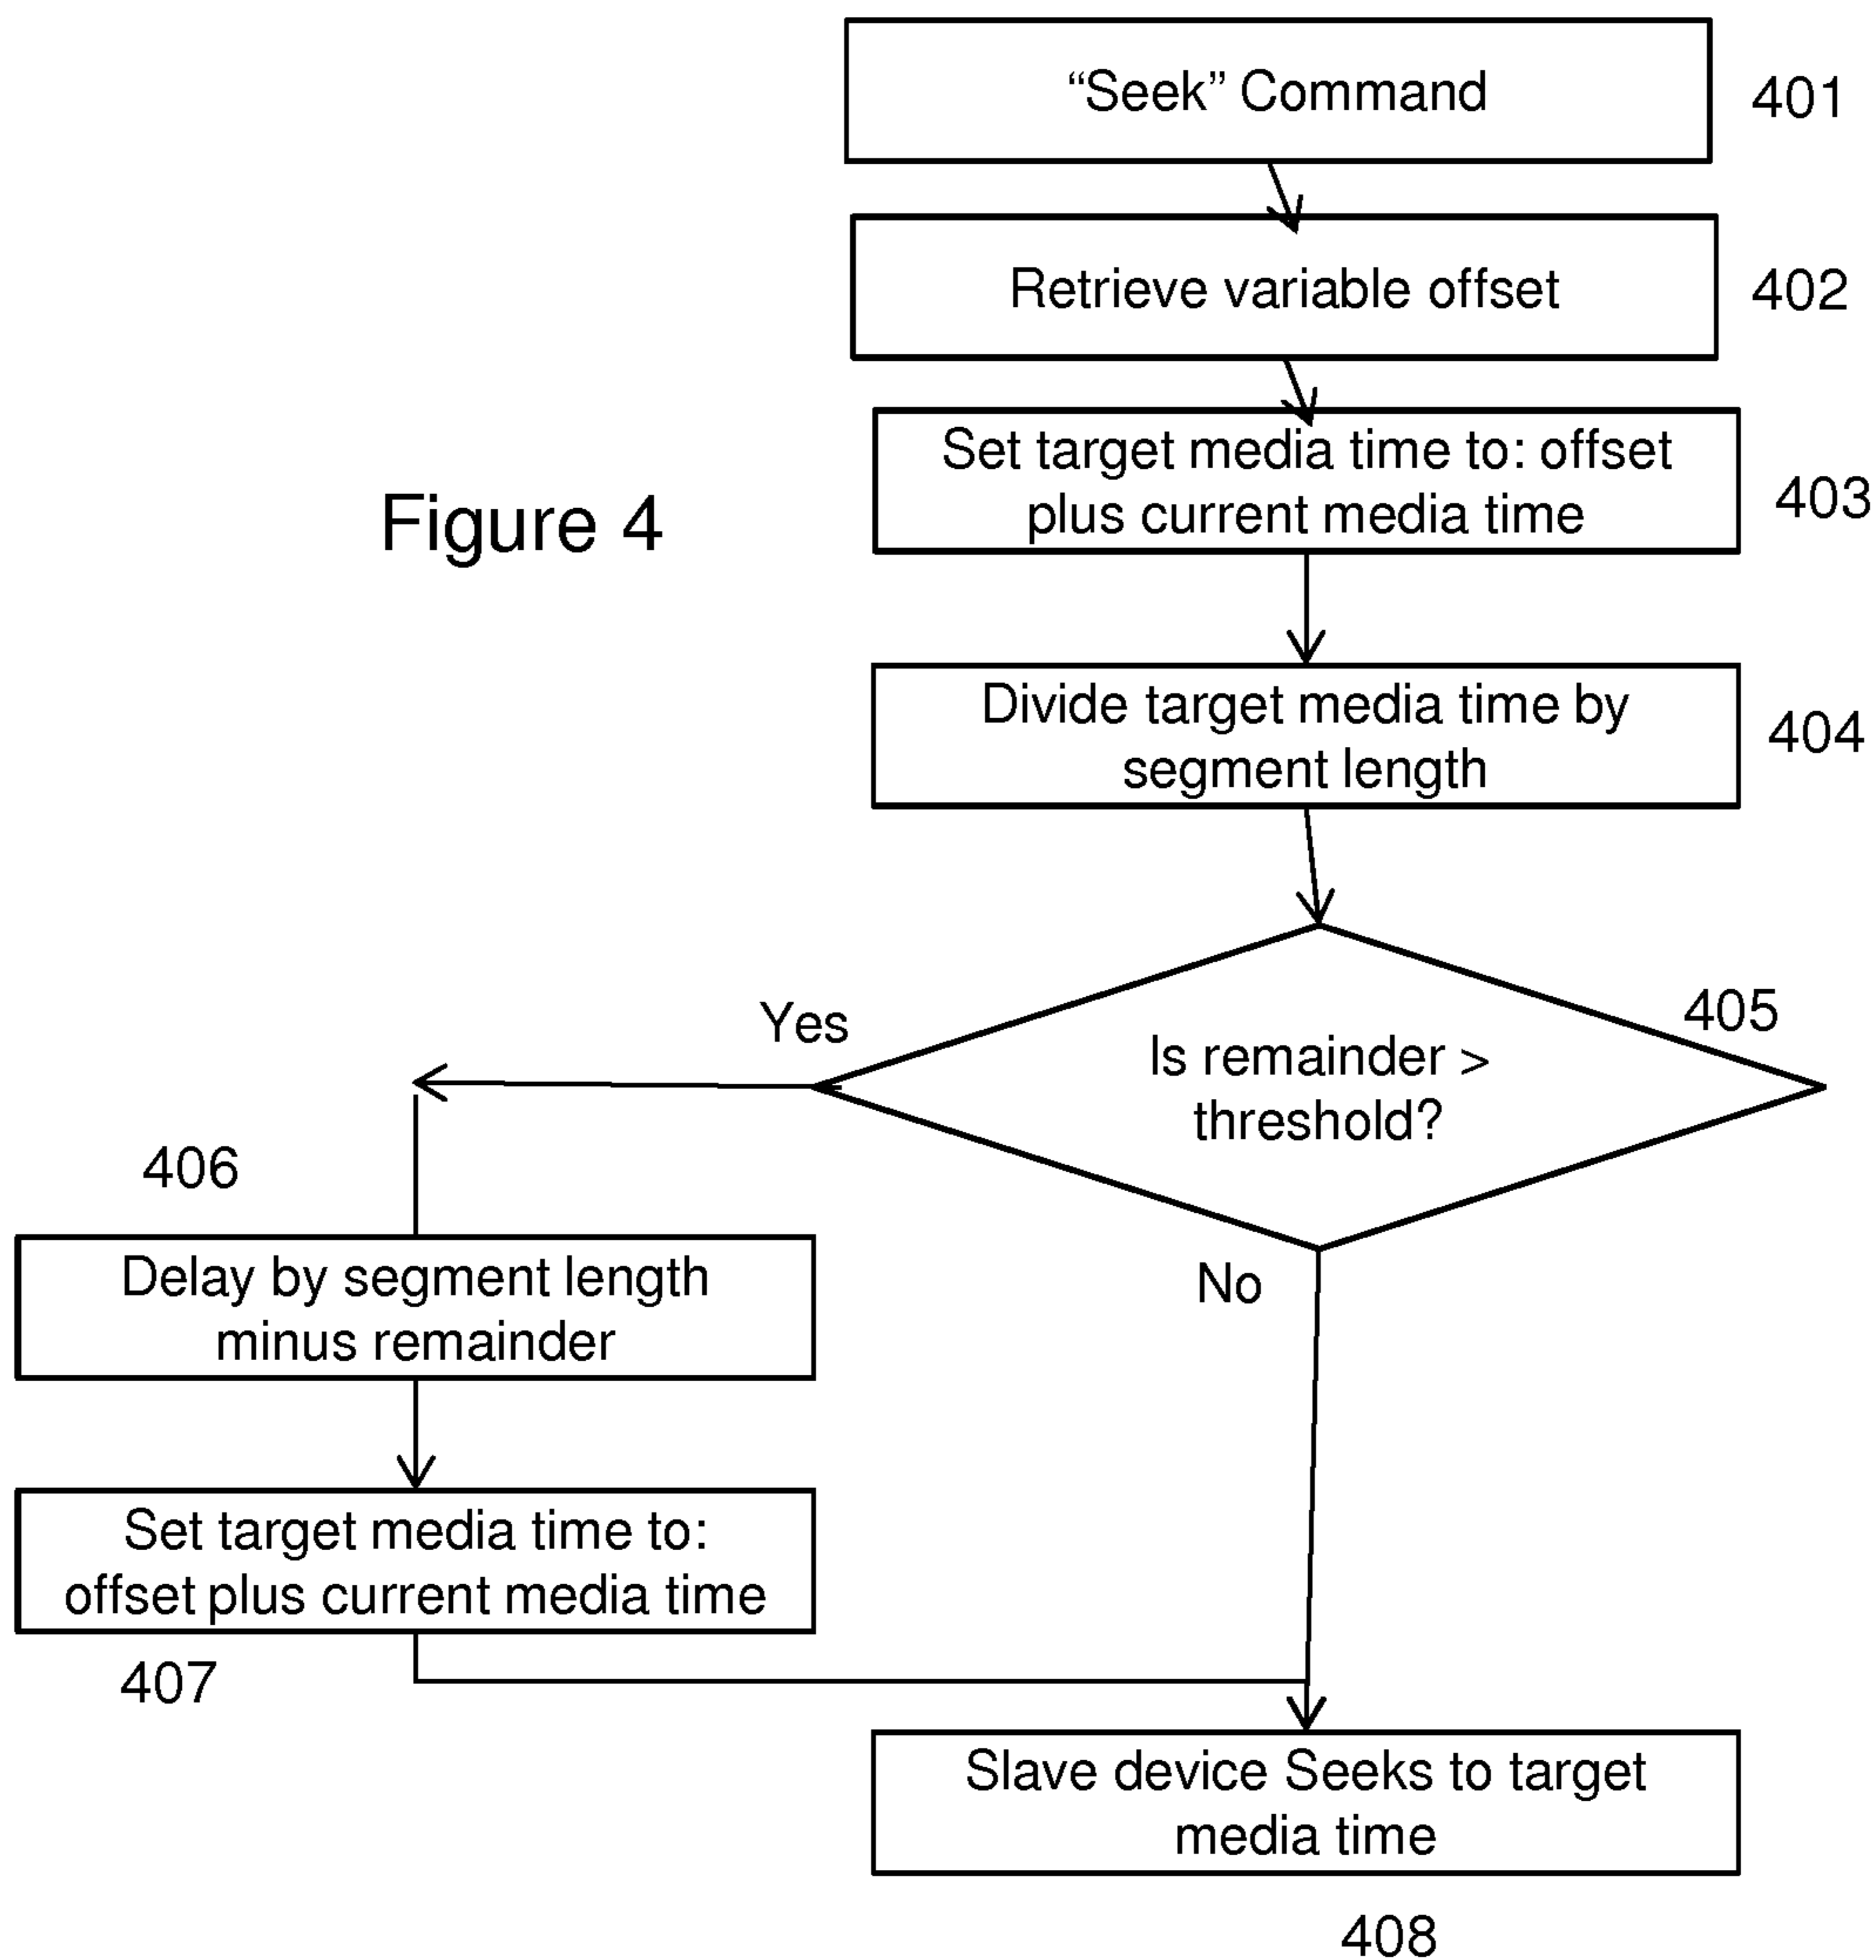 “Seek” Command
401
Retrieve variable offset
402
Set target media time to: offset
plus current media time
403
Figure 4
Divide target media time by
segment length
404
405
Yes
Is remainder >
threshold?
406
No
Delay by segment length
minus remainder
Set target media time to:
offset plus current media time
407
Slave device Seeks to target
media time
408